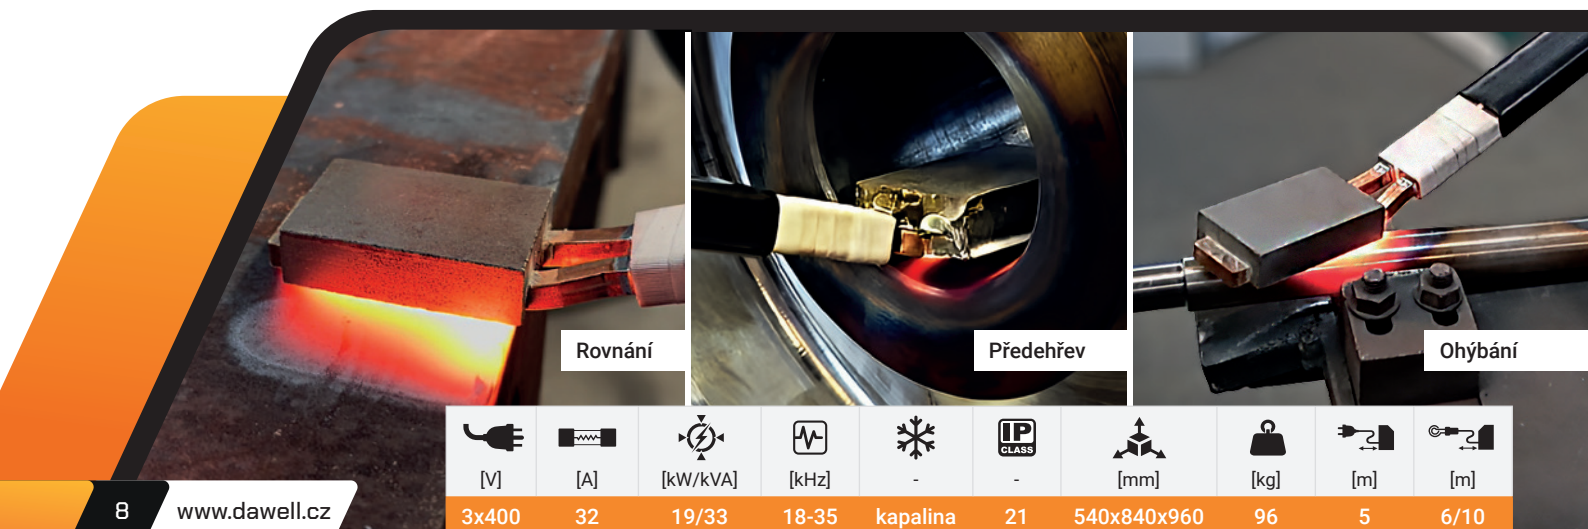 Rovnání
Předehřev
Ohýbání
IP
CLASS
[V] [A] [kW/kVA] [kHz] - - [mm] [kg] [m] [m]
3x400 32 19/33 18-35 kapalina 21 540x840x960 96 5 6/10
8 www.dawell.cz